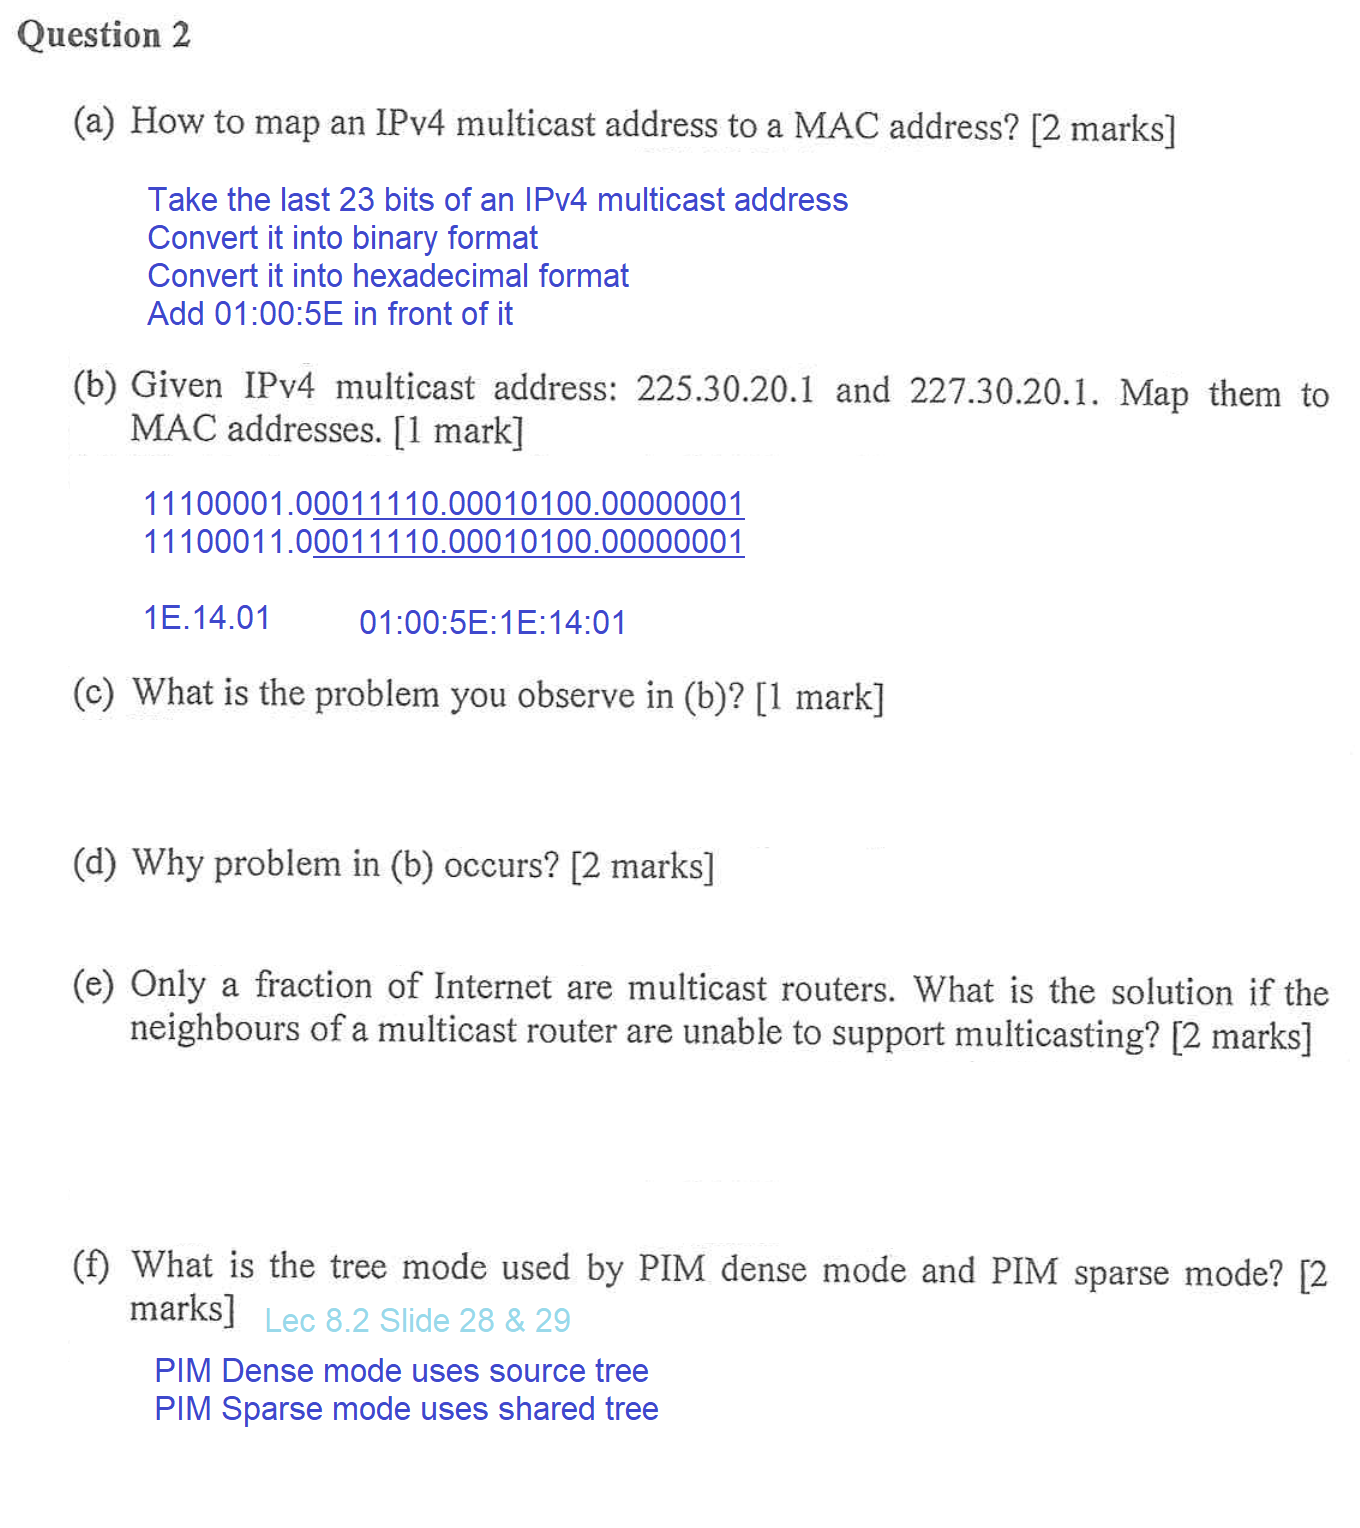 Question 2
(a) How to map an IPv4 multicast address to a MAC address? [2 marks]
Take the last 23 bits of an IPv4 multicast address
Convert it into binary format
Convert it into hexadecimal format
Add 01:00:5E in front of it
(b) Given IPv4 multicast address: 225.30.20.1 and 227.30.20.1. Map them to
MAC addresses. [1 mark]
11100001.00011110.00010100.00000001
11100011.00011110.00010100.00000001
1E.14.01 01:00:5E:1E:14:01
(c) What is the problem you observe in (b)? [1 mark]
(d) Why problem in (b) occurs? [2 marks]
(e) Only a fraction of Internet are multicast routers. What is the solution if the
neighbours of a multicast router are unable to support multicasting? [2 marks]
(f) What is the tree mode used by PIM dense mode and PIM sparse mode? [2
marks] Lec 8.2 Slide 28 & 29
PIM Dense mode uses source tree
PIM Sparse mode uses shared tree